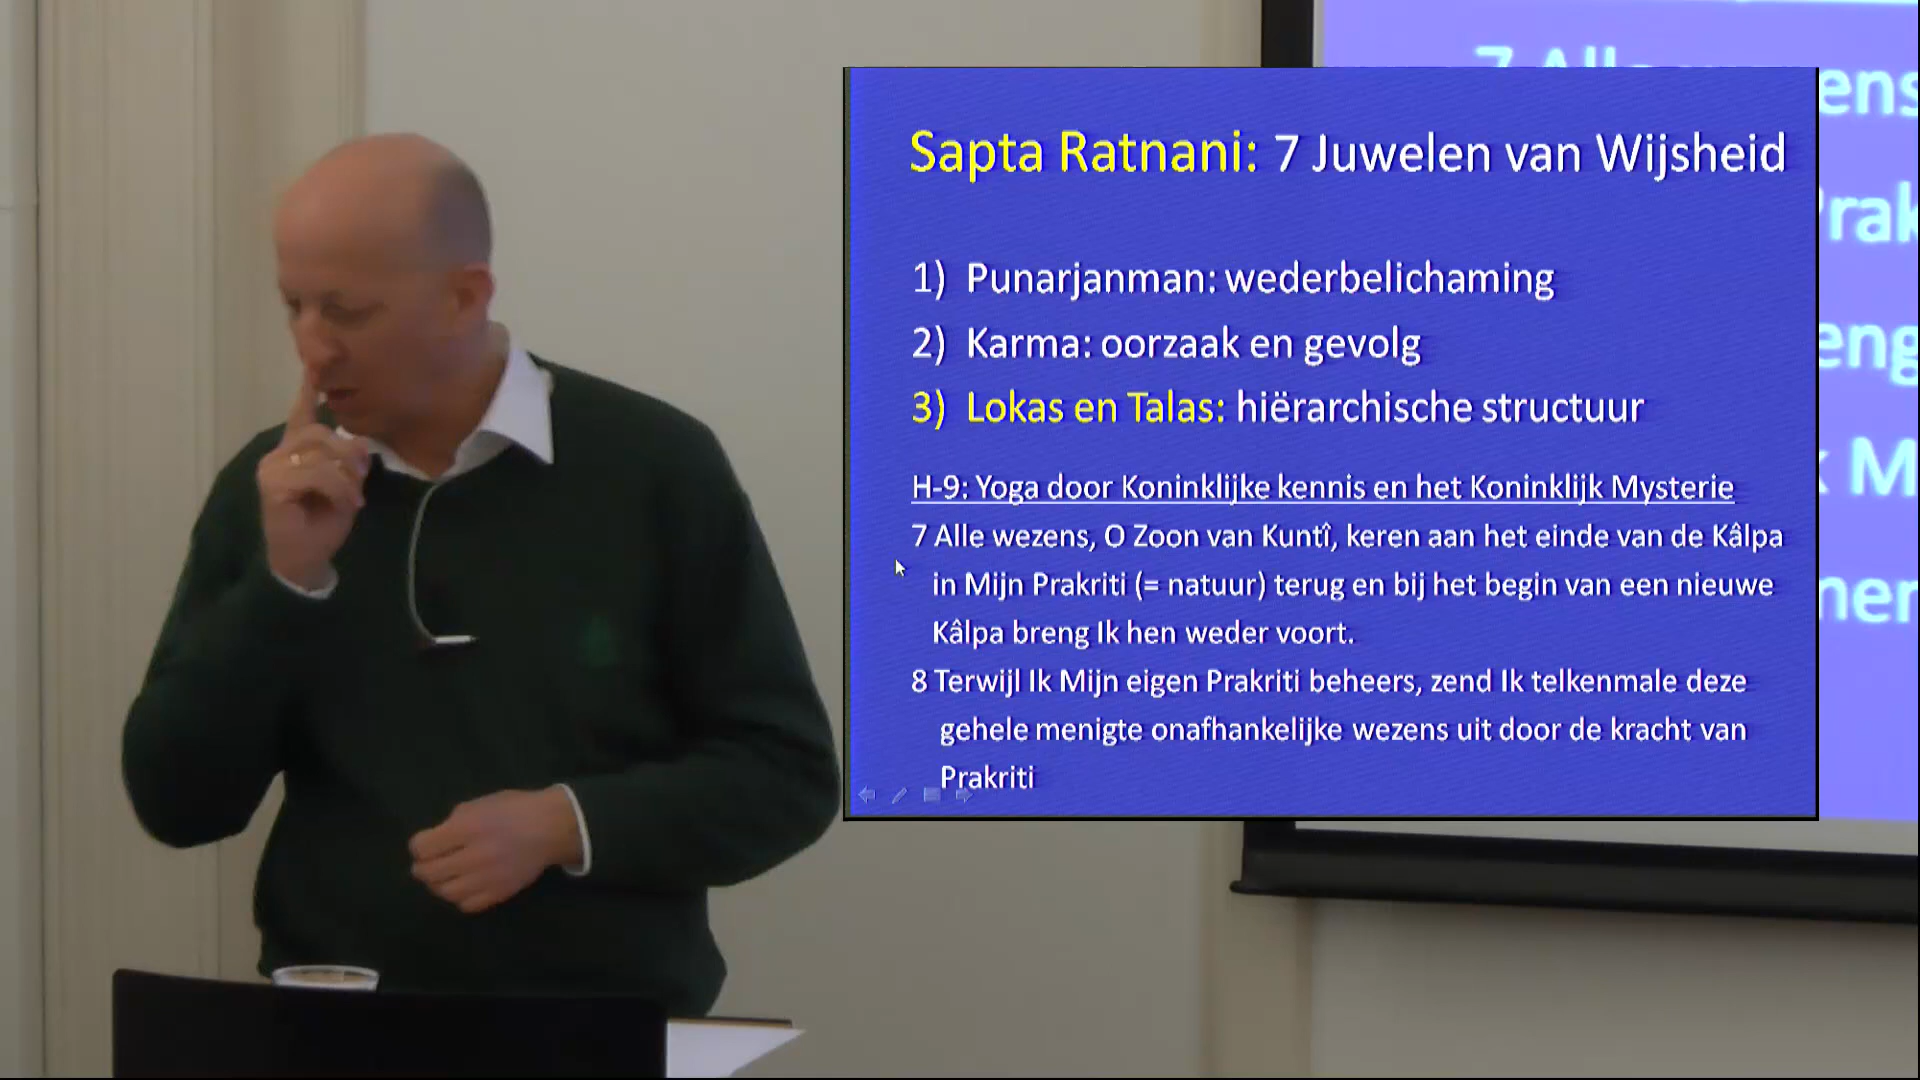 Sapta Ratnani: 7 Juwelen van Wijsheid
1) Punarjanman: wederbelichaming
2) Karma: oorzaak en gevolg
3) Lokas en Talas: hiërarchische structuur
H-9: Yoga door Koninklijke kennis en het Koninklijk Mysterie
7 Alle wezens, O Zoon van Kuntî, keren aan het einde van de Kâlpa
in Mijn Prakriti (= natuur) terug en bij het begin van een nieuwe
Kâlpa breng Ik hen weder voort.
8 Terwijl Ik Mijn eigen Prakriti beheers, zend Ik telkenmale deze
gehele menigte onafhankelijke wezens uit door de kracht van
Prakriti